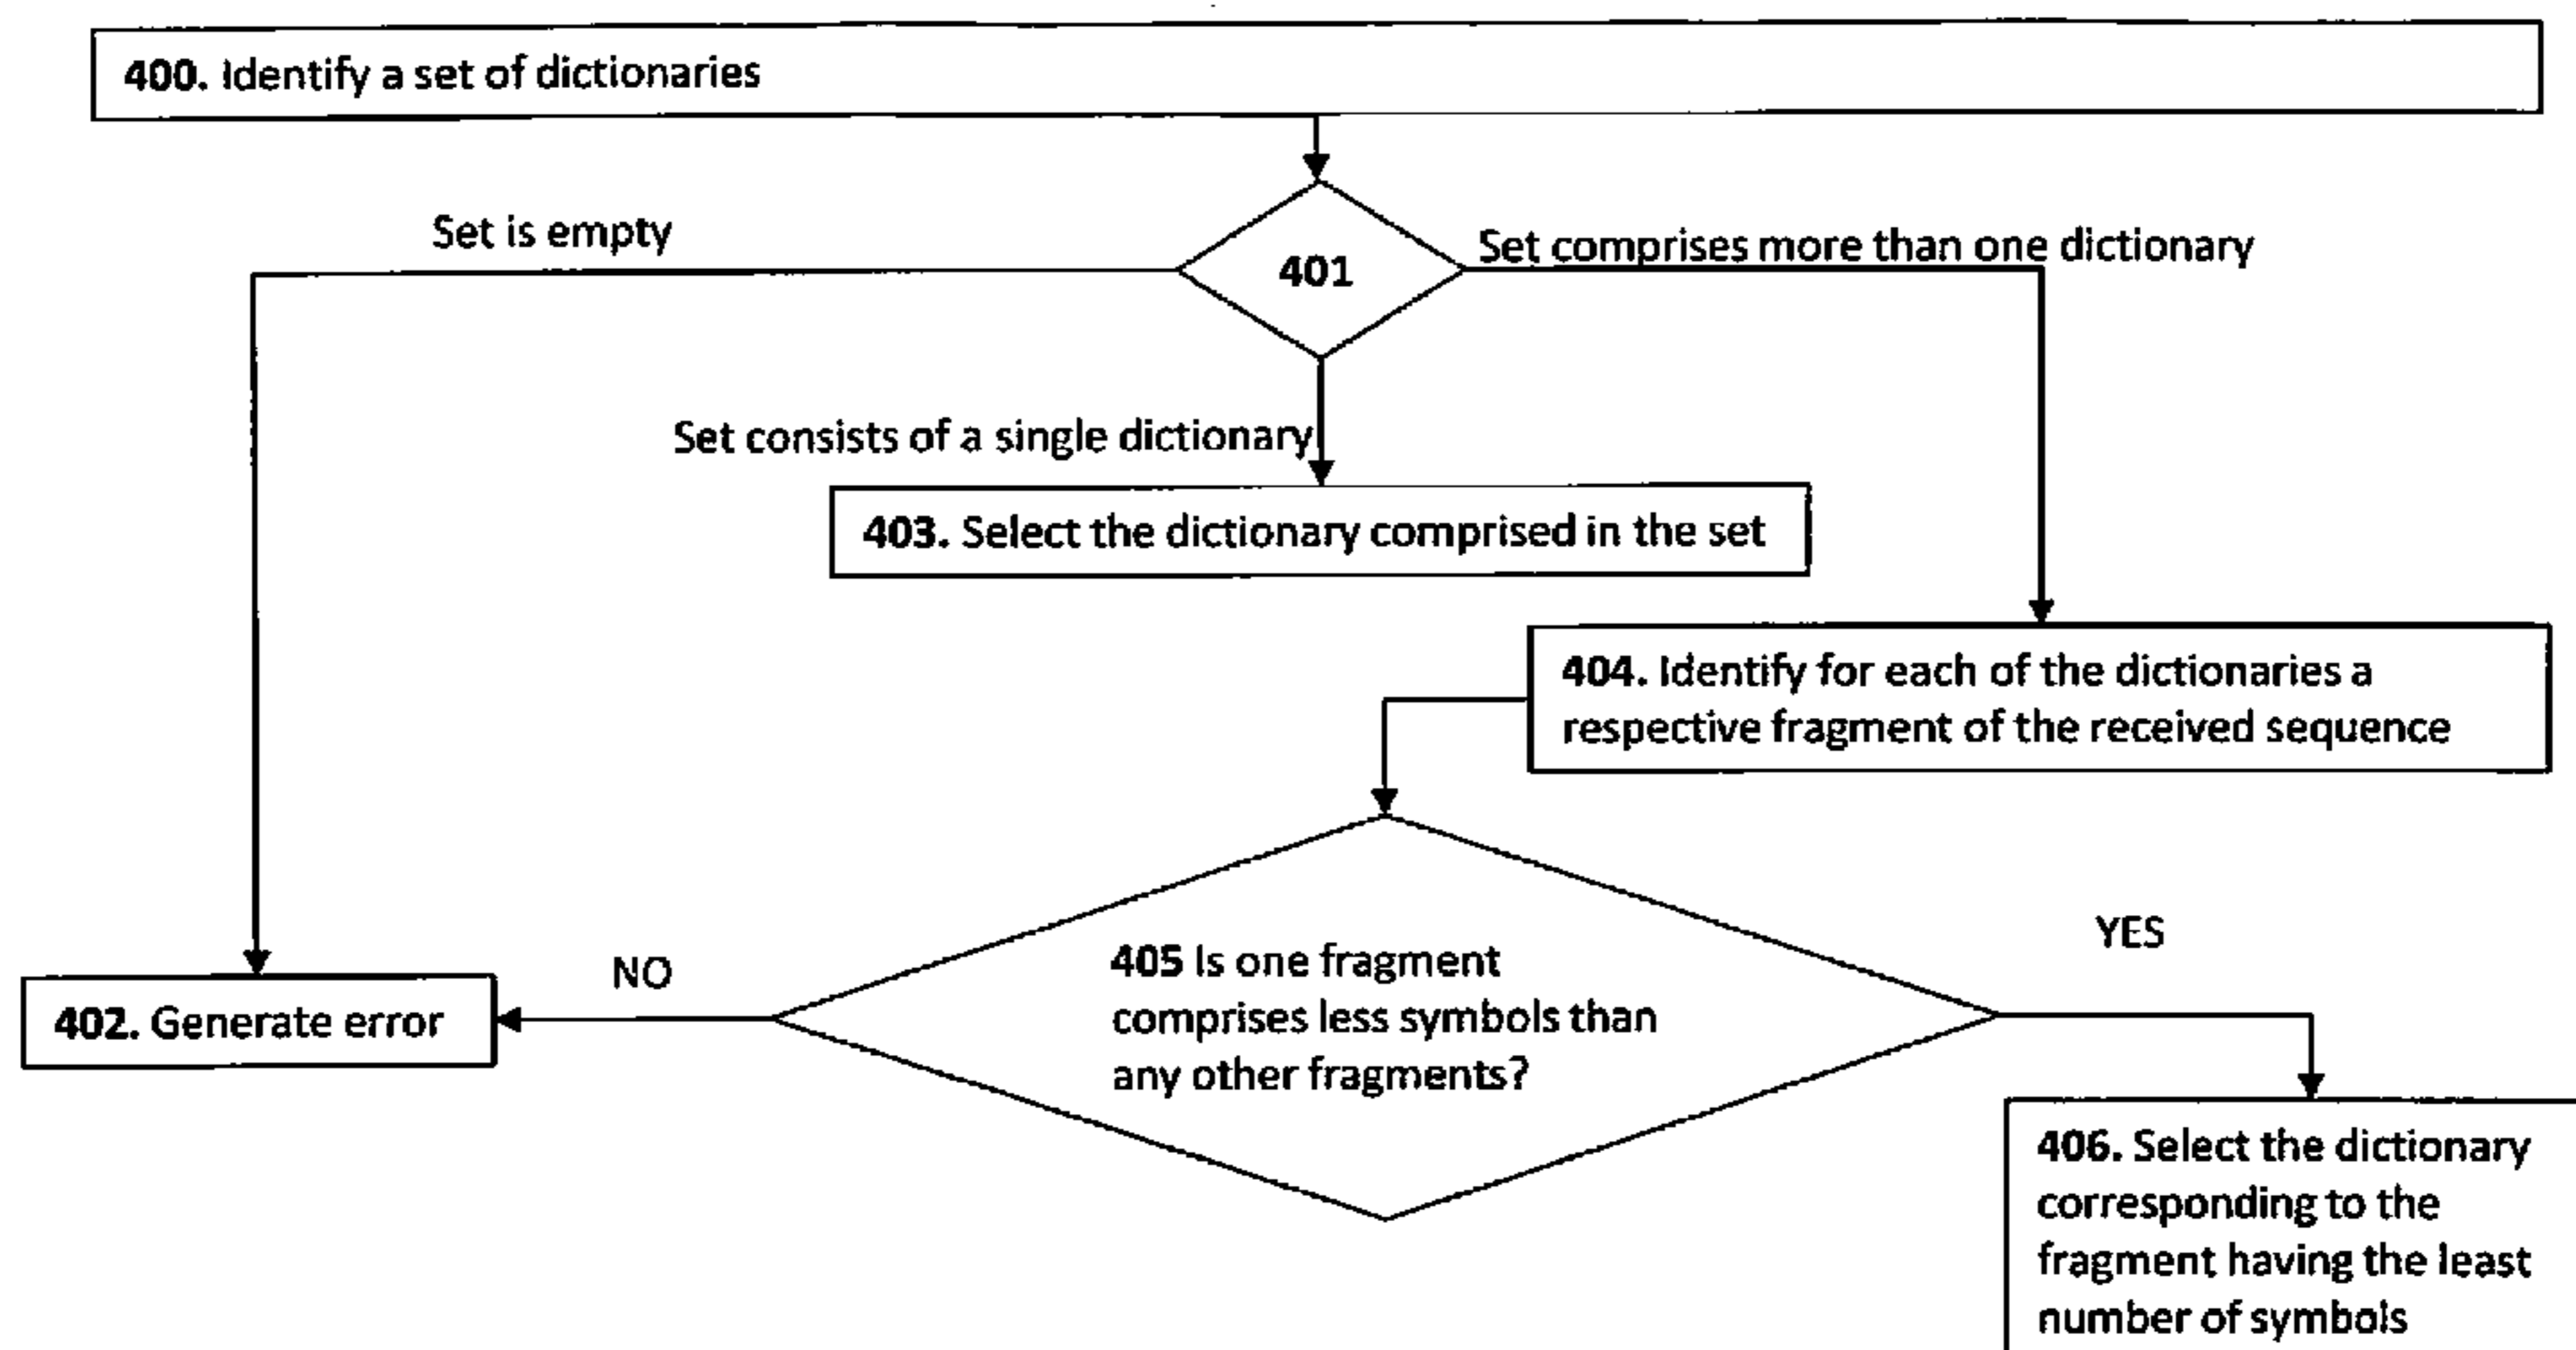 400. Identify a set of dictionaries
Set is empty
401
Set comprises more than one dictionary
Set consists of a single dictionary
403. Select the dictionary comprised in the set
404. Identify for each of the dictionaries a
respective fragment of the received sequence
YES
NO
405 Is one fragment
comprises less symbols than
any other fragments?
402. Generate error
406. Select the dictionary
corresponding to the
fragment having the least
number of symbols